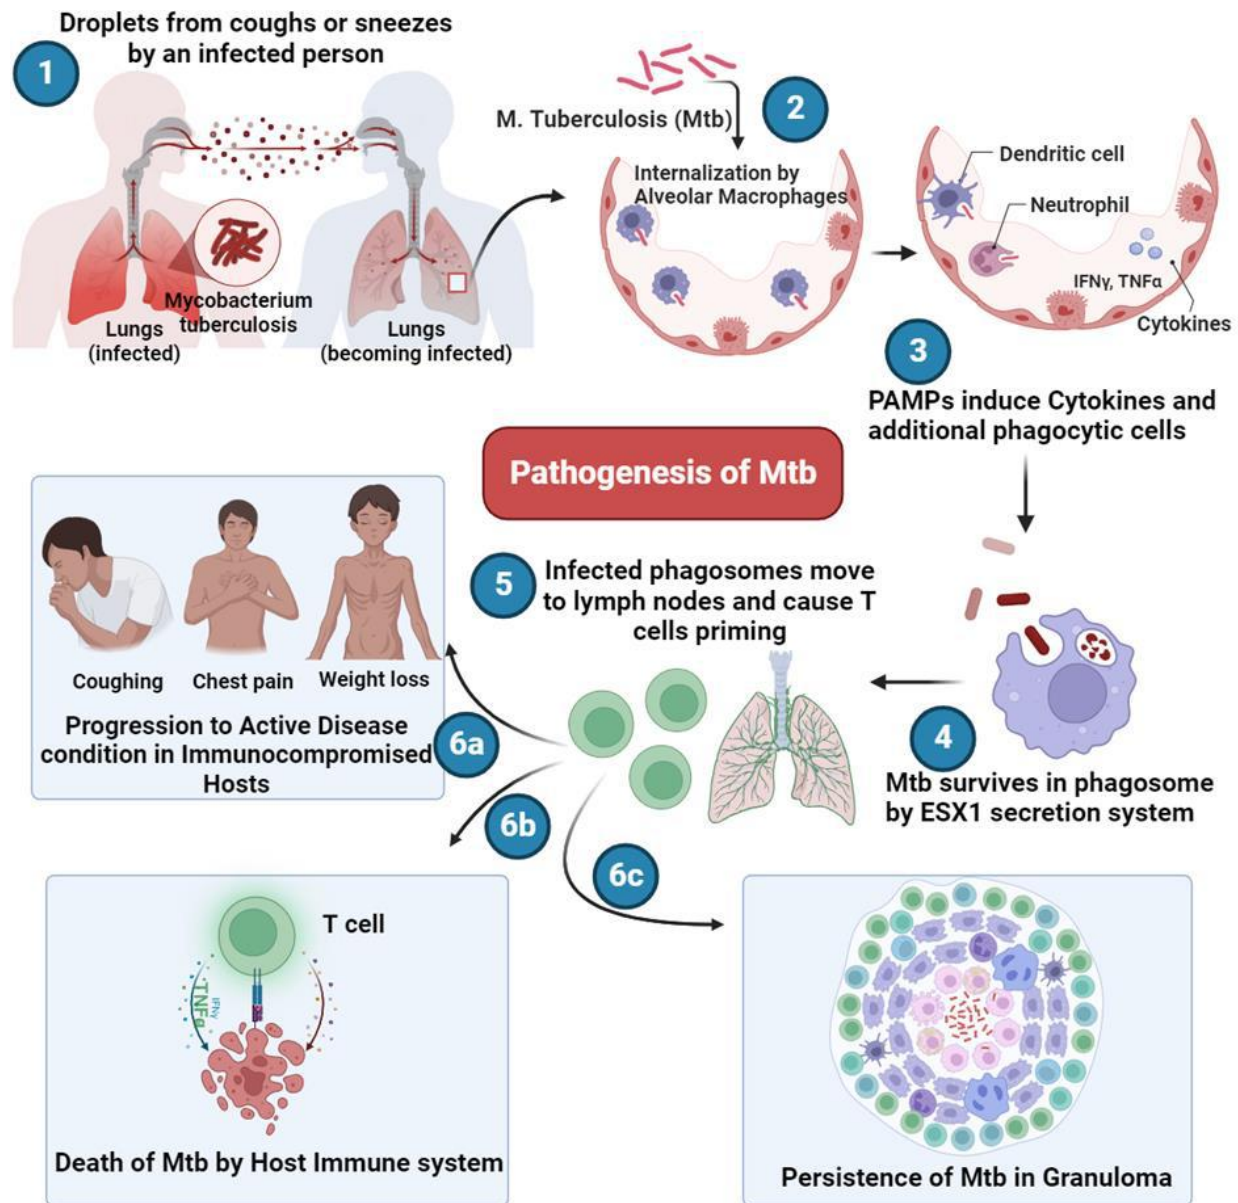 Droplets from coughs or sneezes
by an infected person
1
Mycobacterium
tuberculosis
Lungs
(infected)
Lungs
(becoming infected)
M. Tuberculosis (Mtb)
2
Internalization by
Alveolar Macrophages
Dendritic cell
Neutrophil
IFNγ, TNFα
Cytokines
3
PAMPs induce Cytokines and
additional phagocytic cells
Pathogenesis of Mtb
4
Mtb survives in phagosome
by ESX1 secretion system
5
Infected phagosomes move
to lymph nodes and cause T
cells priming
6a
Coughing
Chest pain
Weight loss
Progression to Active Disease
condition in Immunocompromised
Hosts
6b
T cell
IFNγ
TNFα
Death of Mtb by Host Immune system
6c
Persistence of Mtb in Granuloma